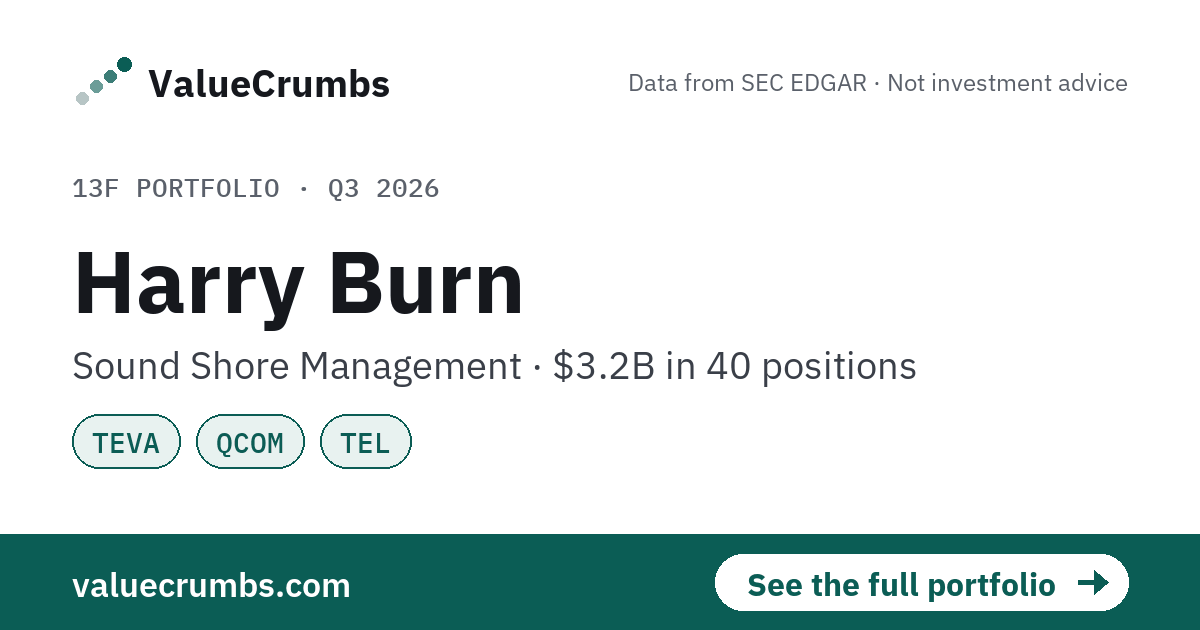 ValueCrumbs
Data from SEC EDGAR · Not investment advice
13F PORTFOLIO · Q3 2026
Harry Burn
Sound Shore Management · $3.2B in 40 positions
TEVA QCOM TEL
valuecrumbs.com
See the full portfolio →